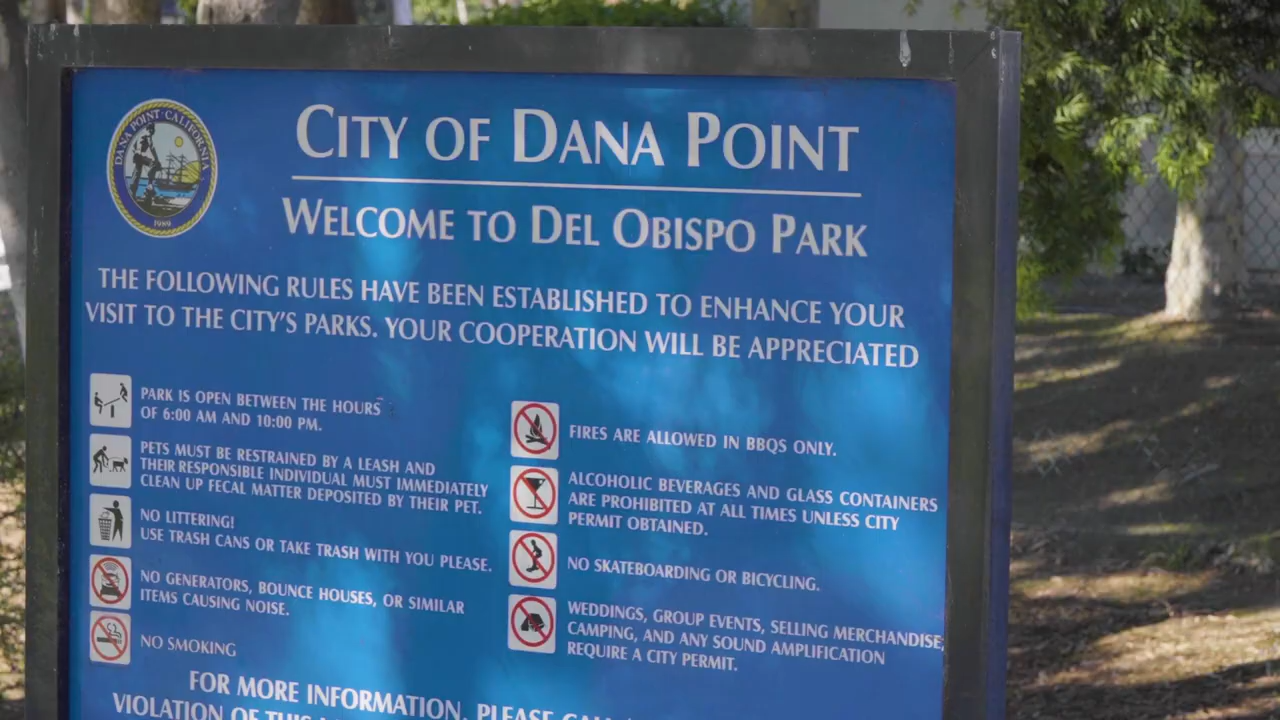 DANA POINT CALIFORNIA
1989
CITY OF DANA POINT
WELCOME TO DEL OBISPO PARK
THE FOLLOWING RULES HAVE BEEN ESTABLISHED TO ENHANCE YOUR
VISIT TO THE CITY'S PARKS. YOUR COOPERATION WILL BE APPRECIATED
PARK IS OPEN BETWEEN THE HOURS
OF 6:00 AM AND 10:00 PM.
PETS MUST BE RESTRAINED BY A LEASH AND
THEIR RESPONSIBLE INDIVIDUAL MUST IMMEDIATELY
CLEAN UP FECAL MATTER DEPOSITED BY THEIR PET.
NO LITTERING!
USE TRASH CANS OR TAKE TRASH WITH YOU PLEASE.
NO GENERATORS, BOUNCE HOUSES, OR SIMILAR
ITEMS CAUSING NOISE.
NO SMOKING
FIRES ARE ALLOWED IN BBQS ONLY.
ALCOHOLIC BEVERAGES AND GLASS CONTAINERS
ARE PROHIBITED AT ALL TIMES UNLESS CITY
PERMIT OBTAINED.
NO SKATEBOARDING OR BICYCLING.
WEDDINGS, GROUP EVENTS, SELLING MERCHANDISE,
CAMPING, AND ANY SOUND AMPLIFICATION
REQUIRE A CITY PERMIT.
FOR MORE INFORMATION, PLEASE CALL
VIOLATION OF THIS